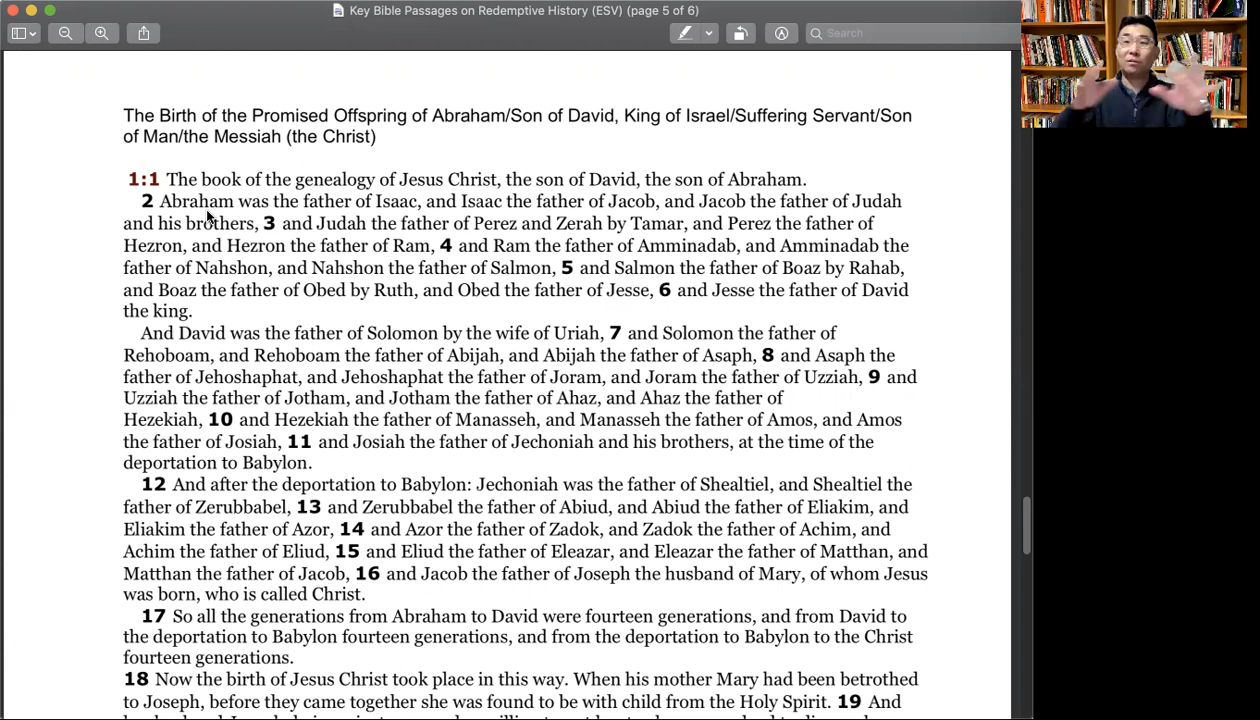 Key Bible Passages on Redemptive History (ESV) (page 5 of 6)
Search
The Birth of the Promised Offspring of Abraham/Son of David, King of Israel/Suffering Servant/Son
of Man/the Messiah (the Christ)
1:1 The book of the genealogy of Jesus Christ, the son of David, the son of Abraham.
2 Abraham was the father of Isaac, and Isaac the father of Jacob, and Jacob the father of Judah
and his brothers, 3 and Judah the father of Perez and Zerah by Tamar, and Perez the father of
Hezron, and Hezron the father of Ram, 4 and Ram the father of Amminadab, and Amminadab the
father of Nahshon, and Nahshon the father of Salmon, 5 and Salmon the father of Boaz by Rahab,
and Boaz the father of Obed by Ruth, and Obed the father of Jesse, 6 and Jesse the father of David
the king.
And David was the father of Solomon by the wife of Uriah, 7 and Solomon the father of
Rehoboam, and Rehoboam the father of Abijah, and Abijah the father of Asaph, 8 and Asaph the
father of Jehoshaphat, and Jehoshaphat the father of Joram, and Joram the father of Uzziah, 9 and
Uzziah the father of Jotham, and Jotham the father of Ahaz, and Ahaz the father of
Hezekiah, 10 and Hezekiah the father of Manasseh, and Manasseh the father of Amos, and Amos
the father of Josiah, 11 and Josiah the father of Jechoniah and his brothers, at the time of the
deportation to Babylon.
12 And after the deportation to Babylon: Jechoniah was the father of Shealtiel, and Shealtiel the
father of Zerubbabel, 13 and Zerubbabel the father of Abiud, and Abiud the father of Eliakim, and
Eliakim the father of Azor, 14 and Azor the father of Zadok, and Zadok the father of Achim, and
Achim the father of Eliud, 15 and Eliud the father of Eleazar, and Eleazar the father of Matthan, and
Matthan the father of Jacob, 16 and Jacob the father of Joseph the husband of Mary, of whom Jesus
was born, who is called Christ.
17 So all the generations from Abraham to David were fourteen generations, and from David to
the deportation to Babylon fourteen generations, and from the deportation to Babylon to the Christ
fourteen generations.
18 Now the birth of Jesus Christ took place in this way. When his mother Mary had been betrothed
to Joseph, before they came together she was found to be with child from the Holy Spirit. 19 And